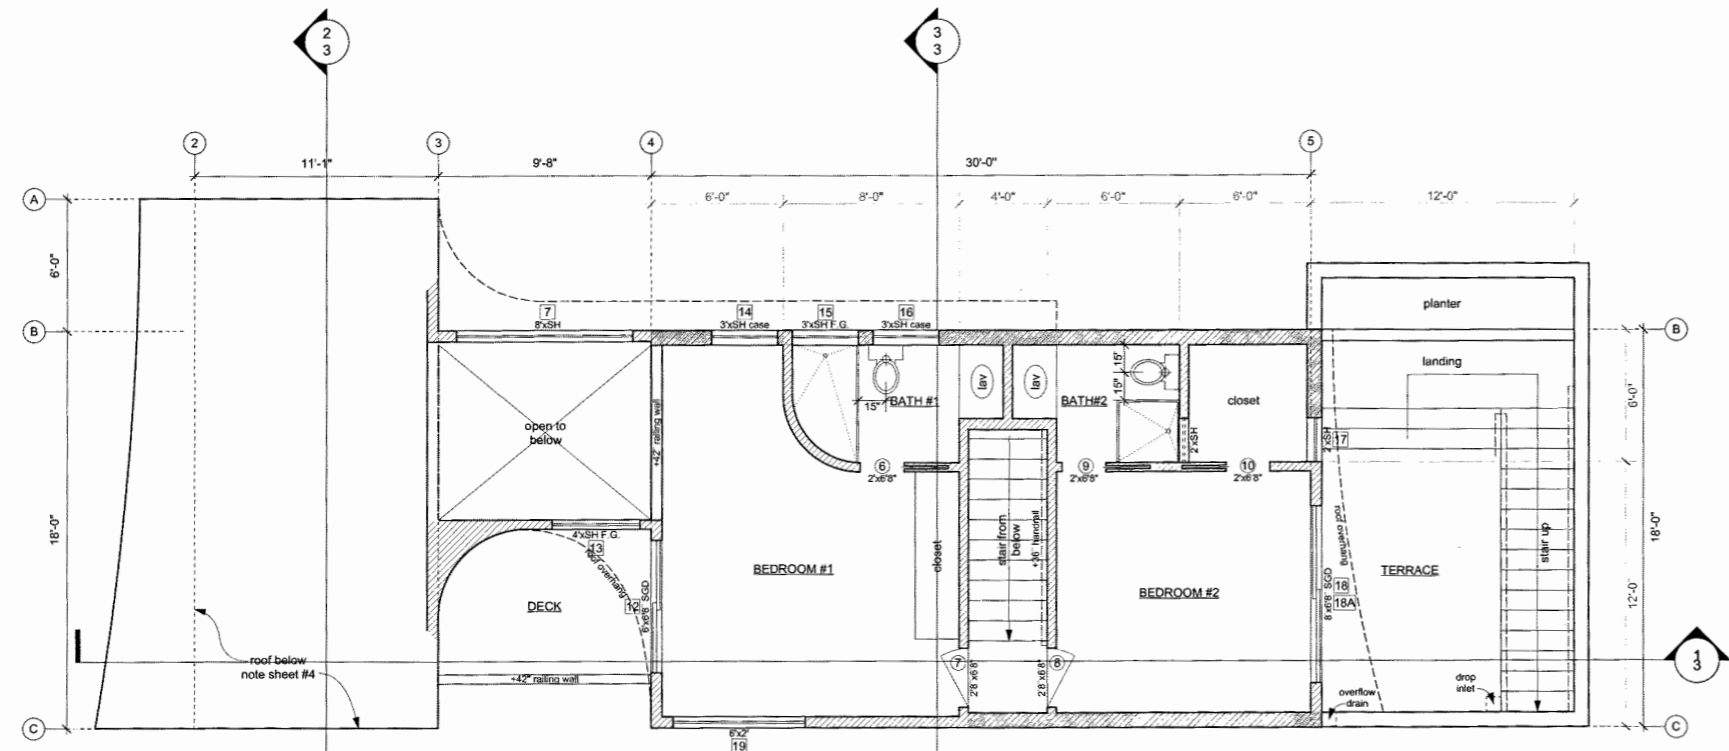 2
3
3
3
2
3
4
5
11'-1"
9'-8"
30'-0"
A
6'-0"
8'-0"
4'-0"
6'-0"
6'-0"
12'-0"
6'-0"
planter
7
8'xSH
14
3'xSH case
15
3'xSH F.G.
16
3'xSH case
B
B
landing
15"
15"
lav
lav
15"
BATH #1
BATH#2
closet
6'-0"
open to
below
+42" railing wall
2'xSH
2'xSH
17
6
2'x6'8"
9
2'x6'8"
10
2'x6'8"
18'-0"
18'-0"
4'xSH F.G.
13
roof overhang
12
6'x6'8" SGD
BEDROOM #1
closet
stair from
below
+36" handrail
BEDROOM #2
roof overhang
8'x6'8" SGD
18
18A
TERRACE
stair up
12'-0"
DECK
roof below
note sheet #4
+42" railing wall
7
2'8"x6'8"
2'8"x6'8"
8
1
3
drop
inlet
overflow
drain
C
C
6'x2'
19